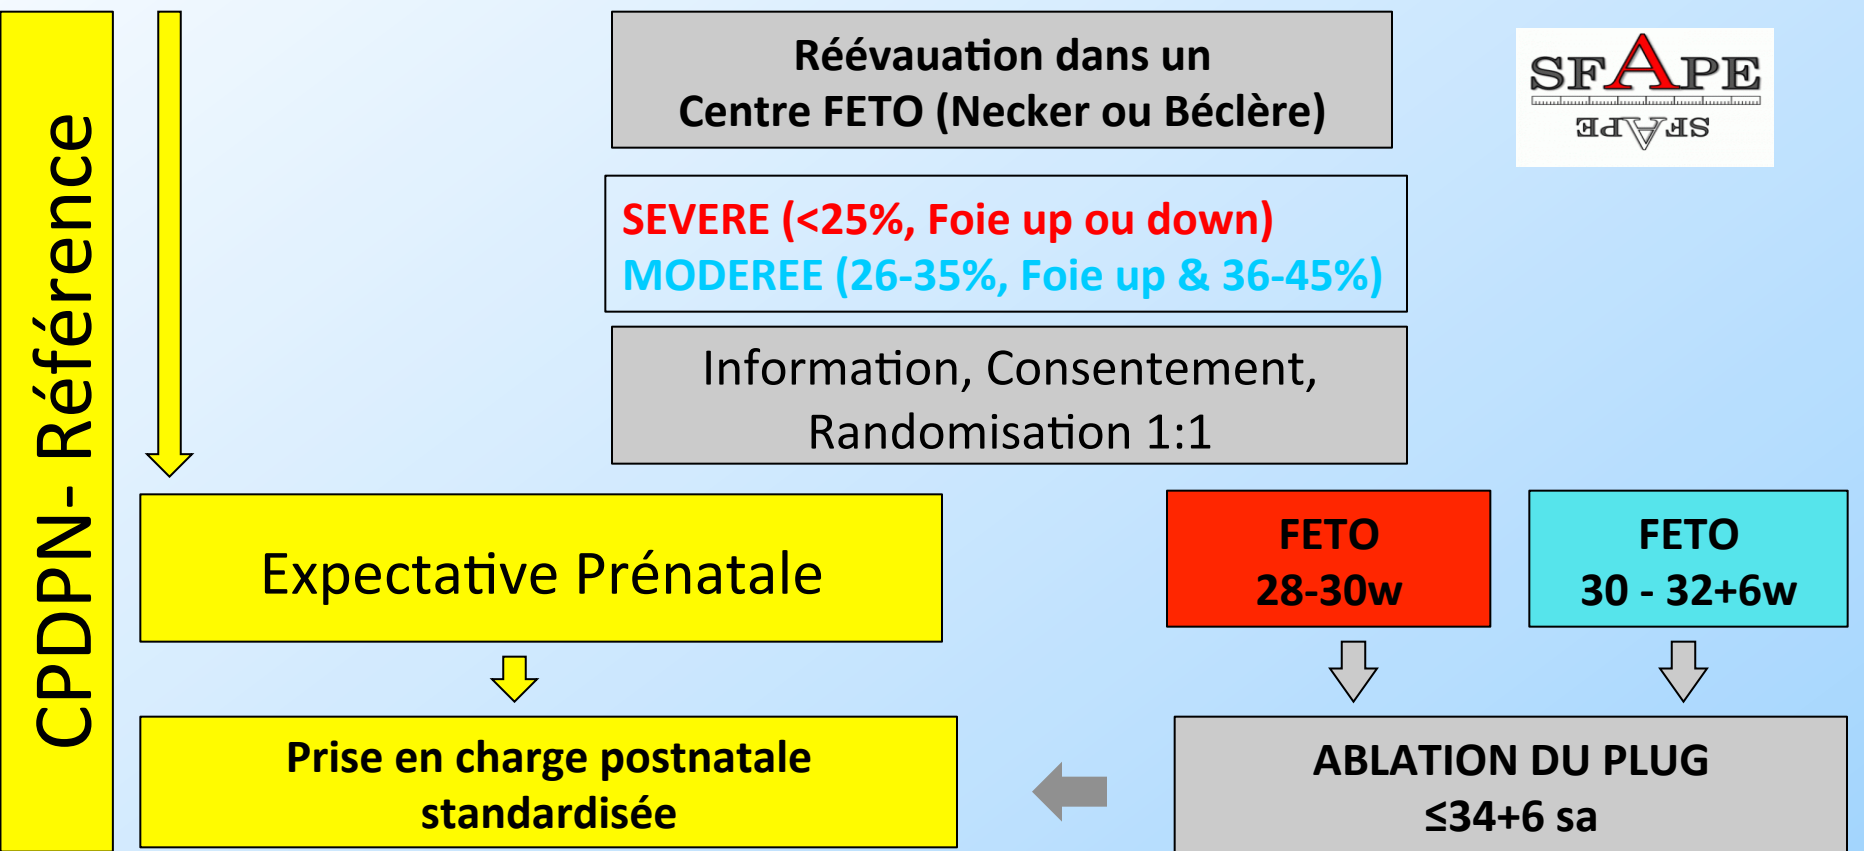 CPDPN- Référence
Réévauation dans un
Centre FETO (Necker ou Béclère)
SFAPE
SFAPE
SEVERE (<25%, Foie up ou down)
MODEREE (26-35%, Foie up & 36-45%)
Information, Consentement,
Randomisation 1:1
Expectative Prénatale
FETO
28-30w
FETO
30 - 32+6w
Prise en charge postnatale
standardisée
ABLATION DU PLUG
≤34+6 sa